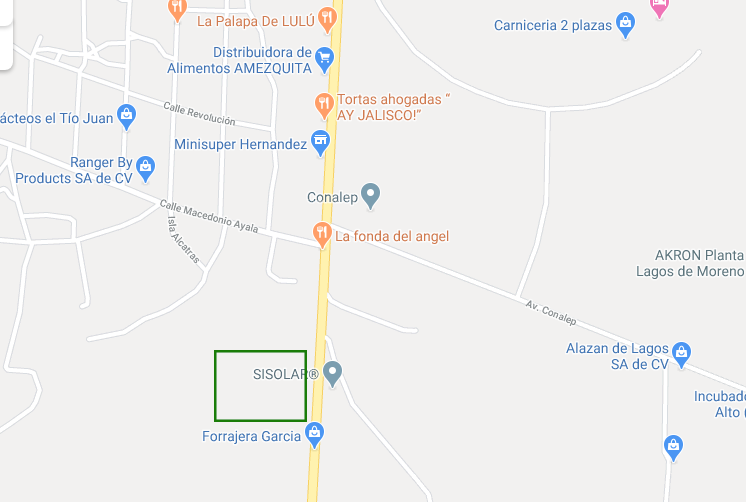 La Palapa De LULÚ
Carniceria 2 plazas
Distribuidora de
Alimentos AMEZQUITA
Tortas ahogadas “
AY JALISCO!”
Calle Revolución
ácteos el Tío Juan
Minisuper Hernandez
Ranger By
Products SA de CV
Conalep
Calle Macedonio Ayala
Isla Alcatras
La fonda del angel
AKRON Planta
Lagos de Moreno
Av. Conalep
Alazan de Lagos
SA de CV
SISOLAR®
Incubado
Alto (
Forrajera Garcia